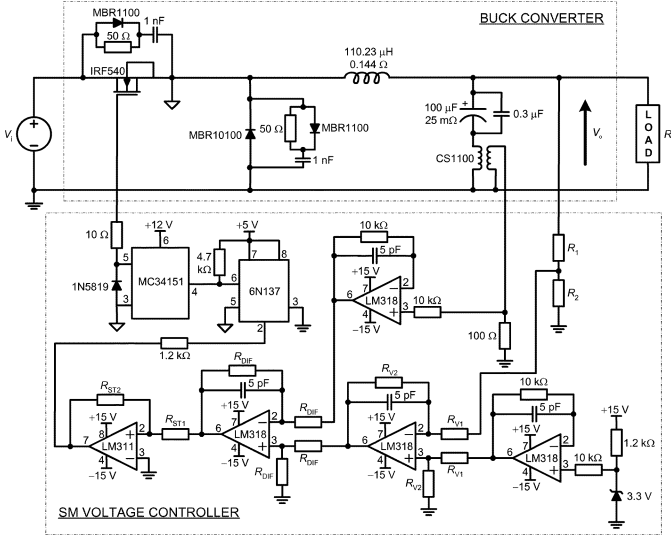 BUCK CONVERTER
MBR1100
1 nF
50 Ω
IRF540
110.23 μH
0.144 Ω
100 μF
25 mΩ
+
0.3 μF
Vi
+
−
MBR10100
50 Ω
MBR1100
1 nF
CS1100
Vo
LOAD
R
10 Ω
+12 V
6
5
MC34151
4
3
1N5819
4.7
kΩ
+5 V
7
8
6
6N137
5
3
2
1.2 kΩ
10 kΩ
5 pF
+15 V
7
2
6
LM318
−
+
3
4
−15 V
10 kΩ
100 Ω
R1
R2
RST2
+15 V
8
2
7
LM311
−
+
3
4
−15 V
RST1
RDIF
5 pF
+15 V
7
2
6
LM318
−
+
3
4
−15 V
RDIF
RDIF
RDIF
RV2
5 pF
+15 V
7
2
6
LM318
−
+
3
4
−15 V
RV1
RV1
RV2
10 kΩ
5 pF
+15 V
7
2
6
LM318
−
+
3
4
−15 V
10 kΩ
+15 V
1.2 kΩ
3.3 V
SM VOLTAGE CONTROLLER